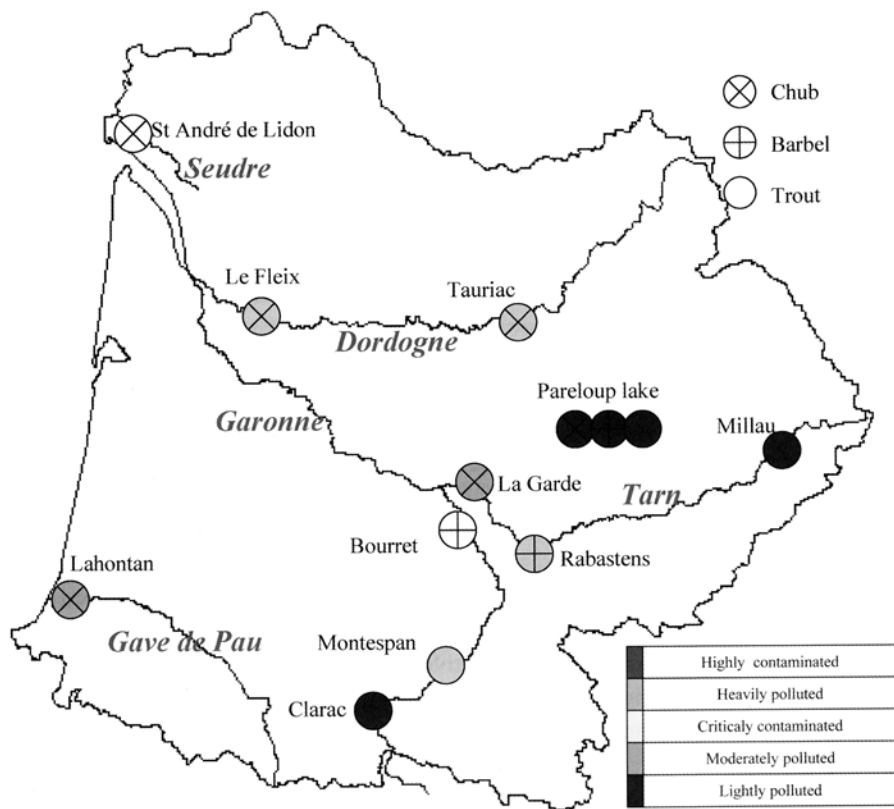 Chub
St André de Lidon
Barbel
Seudre
Trout
Le Fleix
Tauriac
Dordogne
Pareloup lake
Garonne
Millau
La Garde
Tarn
Bourret
Rabastens
Lahontan
Gave de Pau
Montespan
Clarac
Highly contaminated
Heavily polluted
Criticaly contaminated
Moderately polluted
Lightly polluted